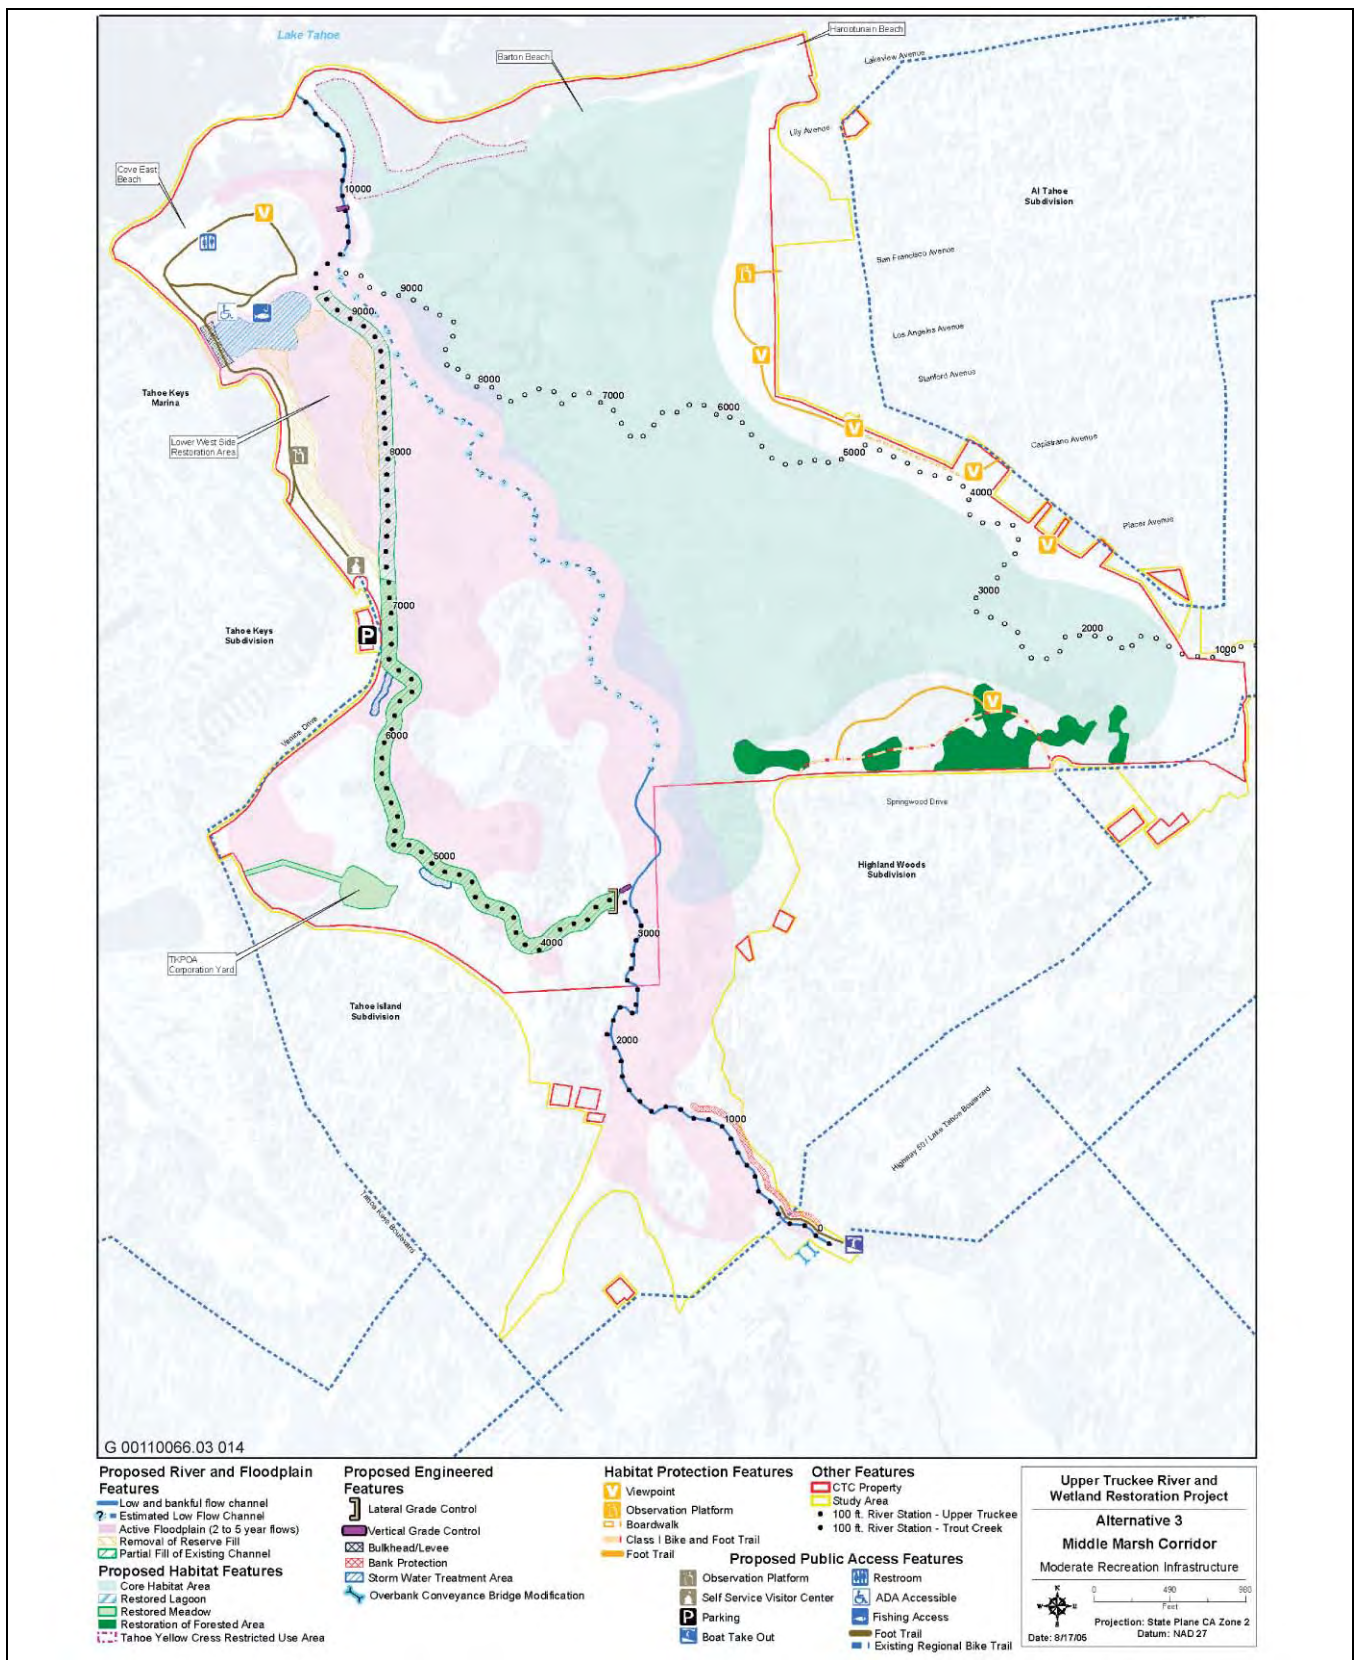 Lake Tahoe
Harootunain Beach
Barton Beach
Lakeview Avenue
Lily Avenue
Cove East
Beach
10000
Al Tahoe
Subdivision
San Francisco Avenue
9000
9000
Los Angeles Avenue
Stanford Avenue
8000
7000
6000
Tahoe Keys
Marina
Lower West Side
Restoration Area
8000
5000
Capistrano Avenue
4000
Placer Avenue
3000
7000
2000
1000
Tahoe Keys
Subdivision
P
Venice Drive
6000
Springwood Drive
5000
Highland Woods
Subdivision
4000
3000
TKPOA
Corporation Yard
Tahoe Island
Subdivision
2000
1000
Highway 50 / Lake Tahoe Boulevard
Tahoe Keys Boulevard
0
G 00110066.03 014
Proposed River and Floodplain
Features
Low and bankful flow channel
Estimated Low Flow Channel
Active Floodplain (2 to 5 year flows)
Removal of Reserve Fill
Partial Fill of Existing Channel
Proposed Habitat Features
Core Habitat Area
Restored Lagoon
Restored Meadow
Restoration of Forested Area
Tahoe Yellow Cress Restricted Use Area
Proposed Engineered
Features
Lateral Grade Control
Vertical Grade Control
Bulkhead/Levee
Bank Protection
Storm Water Treatment Area
Overbank Conveyance Bridge Modification
Habitat Protection Features
Viewpoint
Observation Platform
Boardwalk
Class I Bike and Foot Trail
Foot Trail
Other Features
CTC Property
Study Area
100 ft. River Station - Upper Truckee
100 ft. River Station - Trout Creek
Proposed Public Access Features
Observation Platform
Self Service Visitor Center
Parking
Boat Take Out
Restroom
ADA Accessible
Fishing Access
Foot Trail
Existing Regional Bike Trail
Upper Truckee River and
Wetland Restoration Project
Alternative 3
Middle Marsh Corridor
Moderate Recreation Infrastructure
0 490 980
Feet
Projection: State Plane CA Zone 2
Datum: NAD 27
Date: 8/17/05